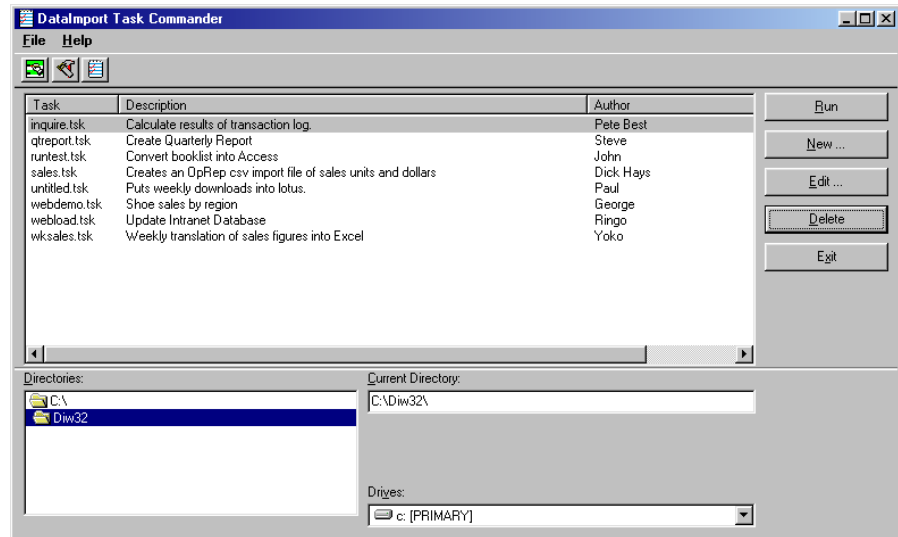 DataImport Task Commander
File Help
Task Description Author
inquire.tsk Calculate results of transaction log. Pete Best
qtreport.tsk Create Quarterly Report Steve
runtest.tsk Convert booklist into Access John
sales.tsk Creates an OpRep csv import file of sales units and dollars Dick Hays
untitled.tsk Puts weekly downloads into lotus. Paul
webdemo.tsk Shoe sales by region George
webload.tsk Update Intranet Database Ringo
wksales.tsk Weekly translation of sales figures into Excel Yoko
Run
New ...
Edit ...
Delete
Exit
Directories:
C:\
Diw32
Current Directory:
C:\Diw32\
Drives:
c: [PRIMARY]